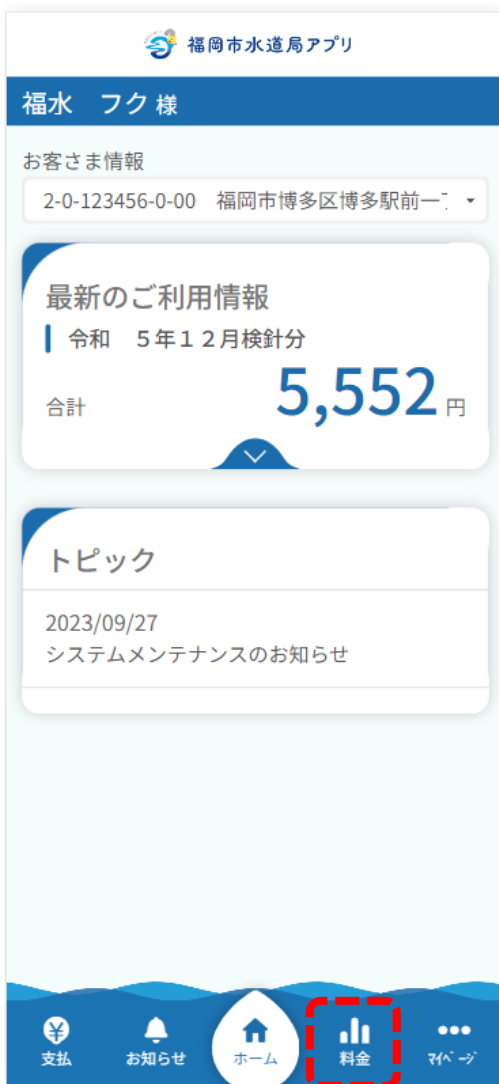 福岡市水道局アプリ
福水　フク 様
お客さま情報
2-0-123456-0-00　福岡市博多区博多駅前一
最新のご利用情報
令和　５年１２月検針分
合計 5,552 円
トピック
2023/09/27
システムメンテナンスのお知らせ
支払 お知らせ ホーム 料金 ﾏｲﾍﾟｰｼﾞ